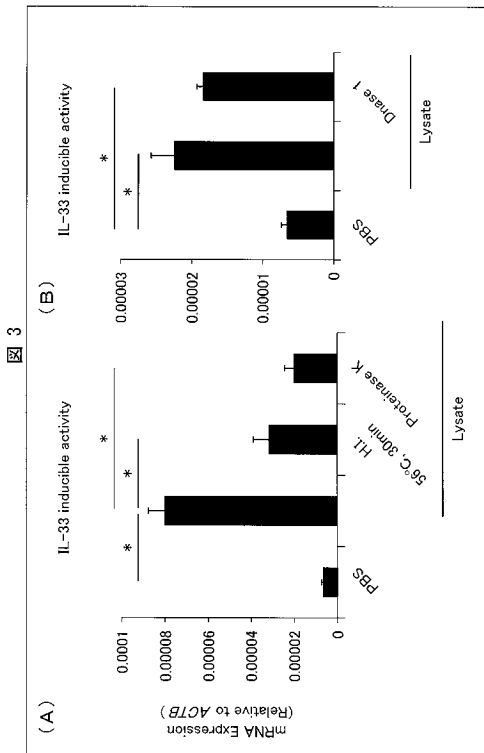 図 3
(A)
IL-33 inducible activity
mRNA Expression
(Relative to ACTB)
0.0001
0.00008
0.00006
0.00004
0.00002
0
*
*
*
PBS
H.I.
56°C, 30min
Proteinase K
Lysate
(B)
IL-33 inducible activity
0.00003
0.00002
0.00001
0
*
*
PBS
Dnase 1
Lysate